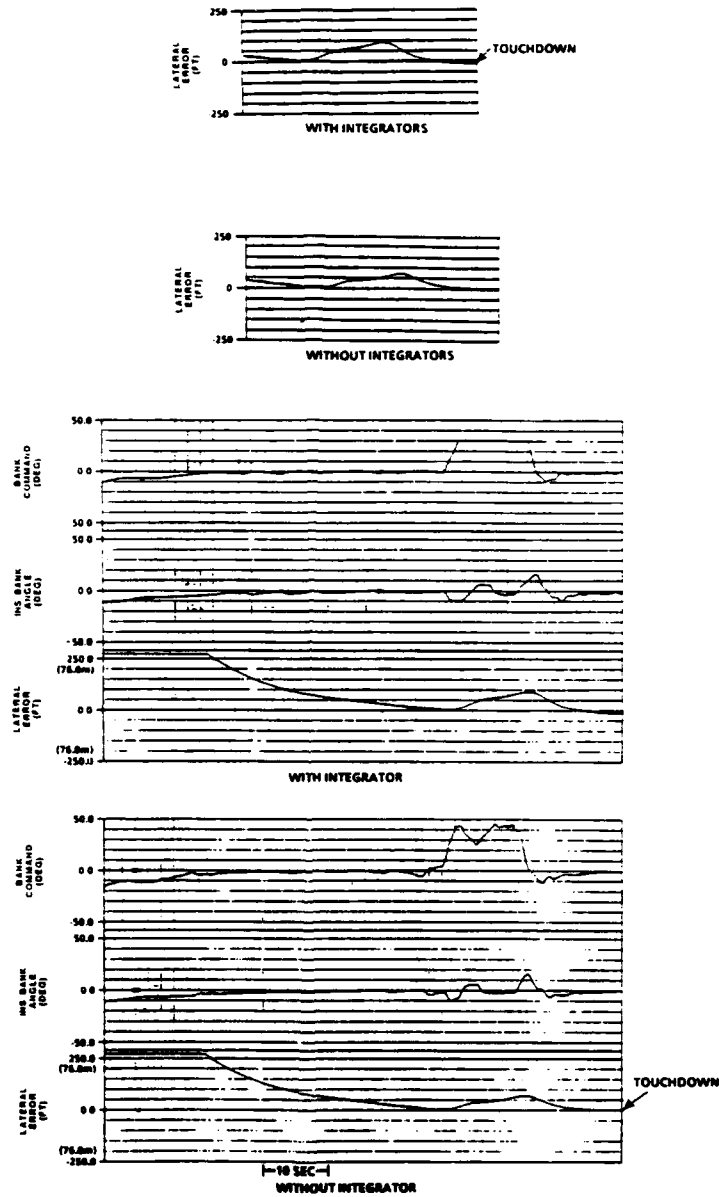 250
LATERAL
ERROR
(FT)
0
TOUCHDOWN
250
WITH INTEGRATORS
250
LATERAL
ERROR
(FT)
0
-250
WITHOUT INTEGRATORS
50.0
BANK
COMMAND
(DEG)
0 0
50 0
50.0
INS BANK
ANGLE
(DEG)
0 0
-50.0
250 0
(76.0m)
LATERAL
ERROR
(FT)
0 0
(76.0m)
-250.0
WITH INTEGRATOR
50.0
BANK
COMMAND
(DEG)
0 0
-50.0
50.0
INS BANK
ANGLE
(DEG)
0 0
-50.0
250.0
(76.0m)
LATERAL
ERROR
(FT)
0 0
TOUCHDOWN
(76.0m)
-250.0
10 SEC
WITHOUT INTEGRATOR